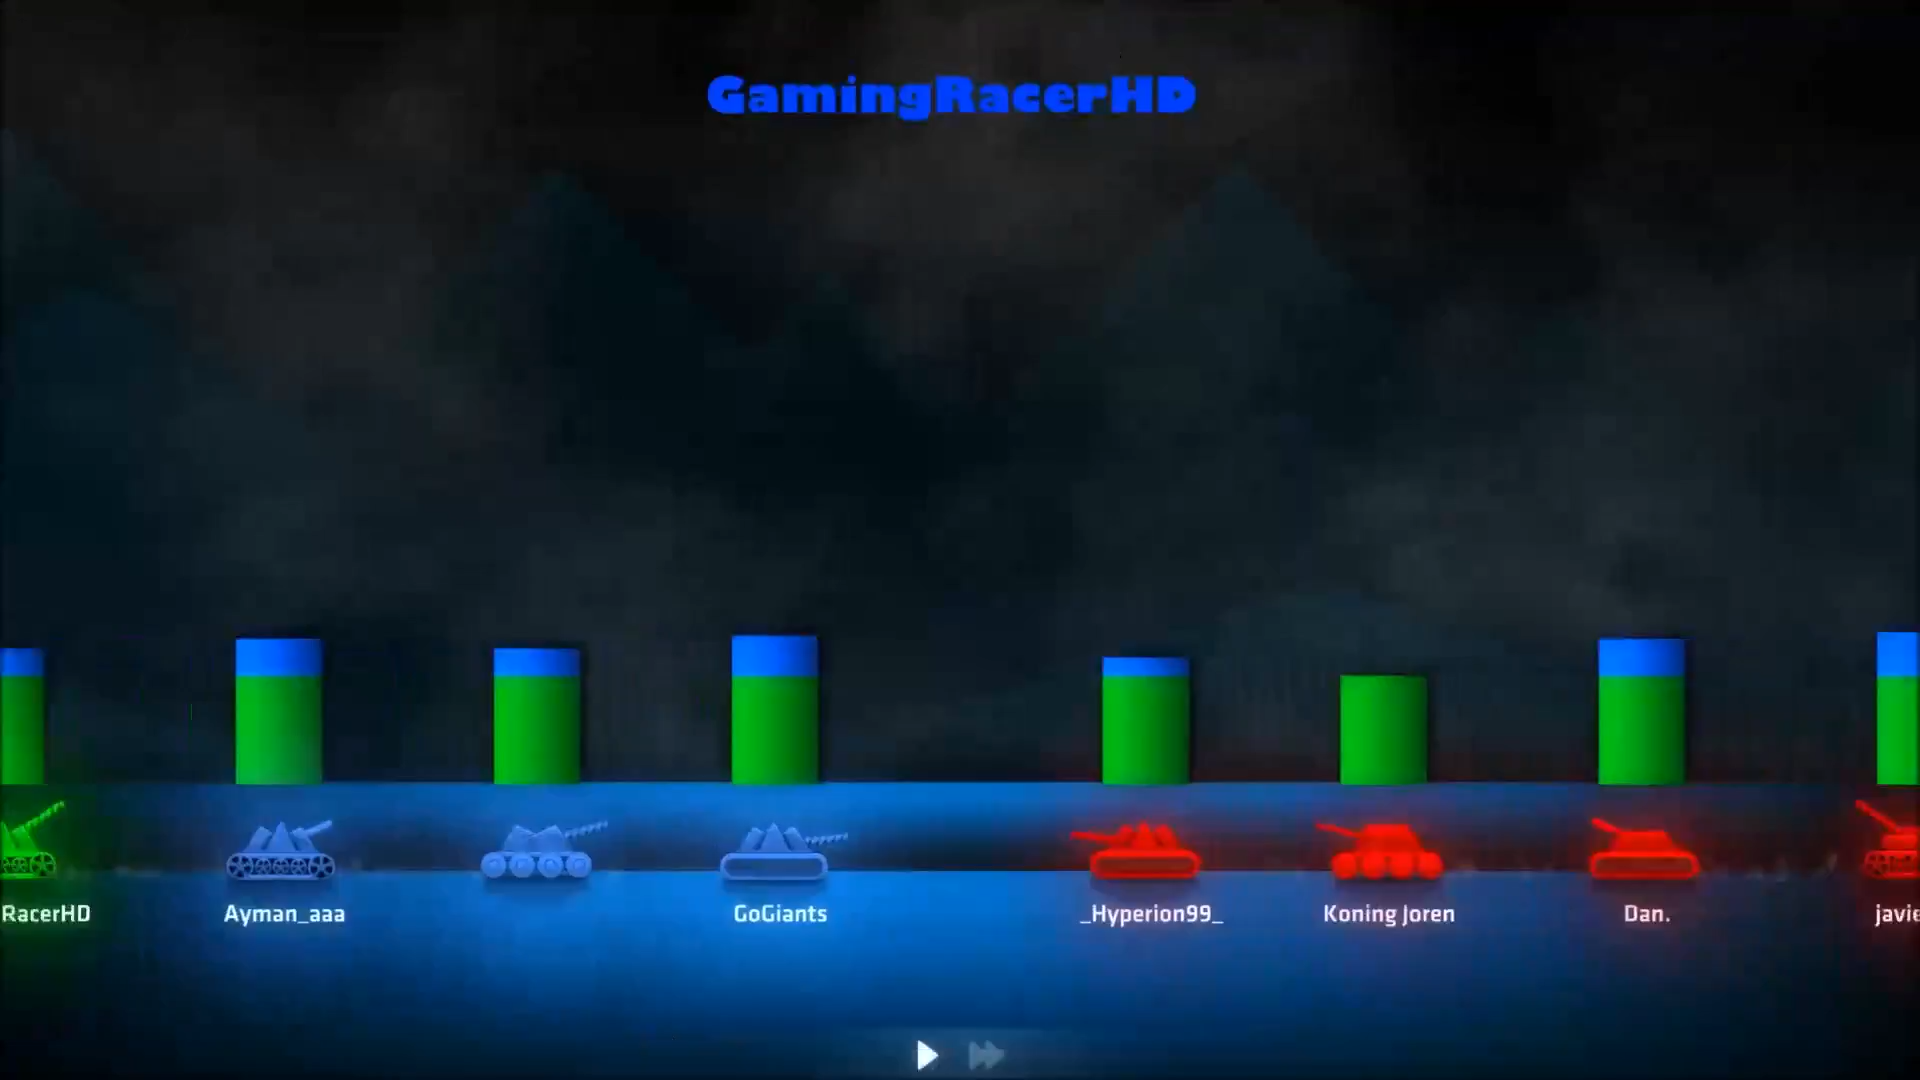 GamingRacerHD
RacerHD
Ayman_aaa
GoGiants
_Hyperion99_
Koning Joren
Dan.
javie